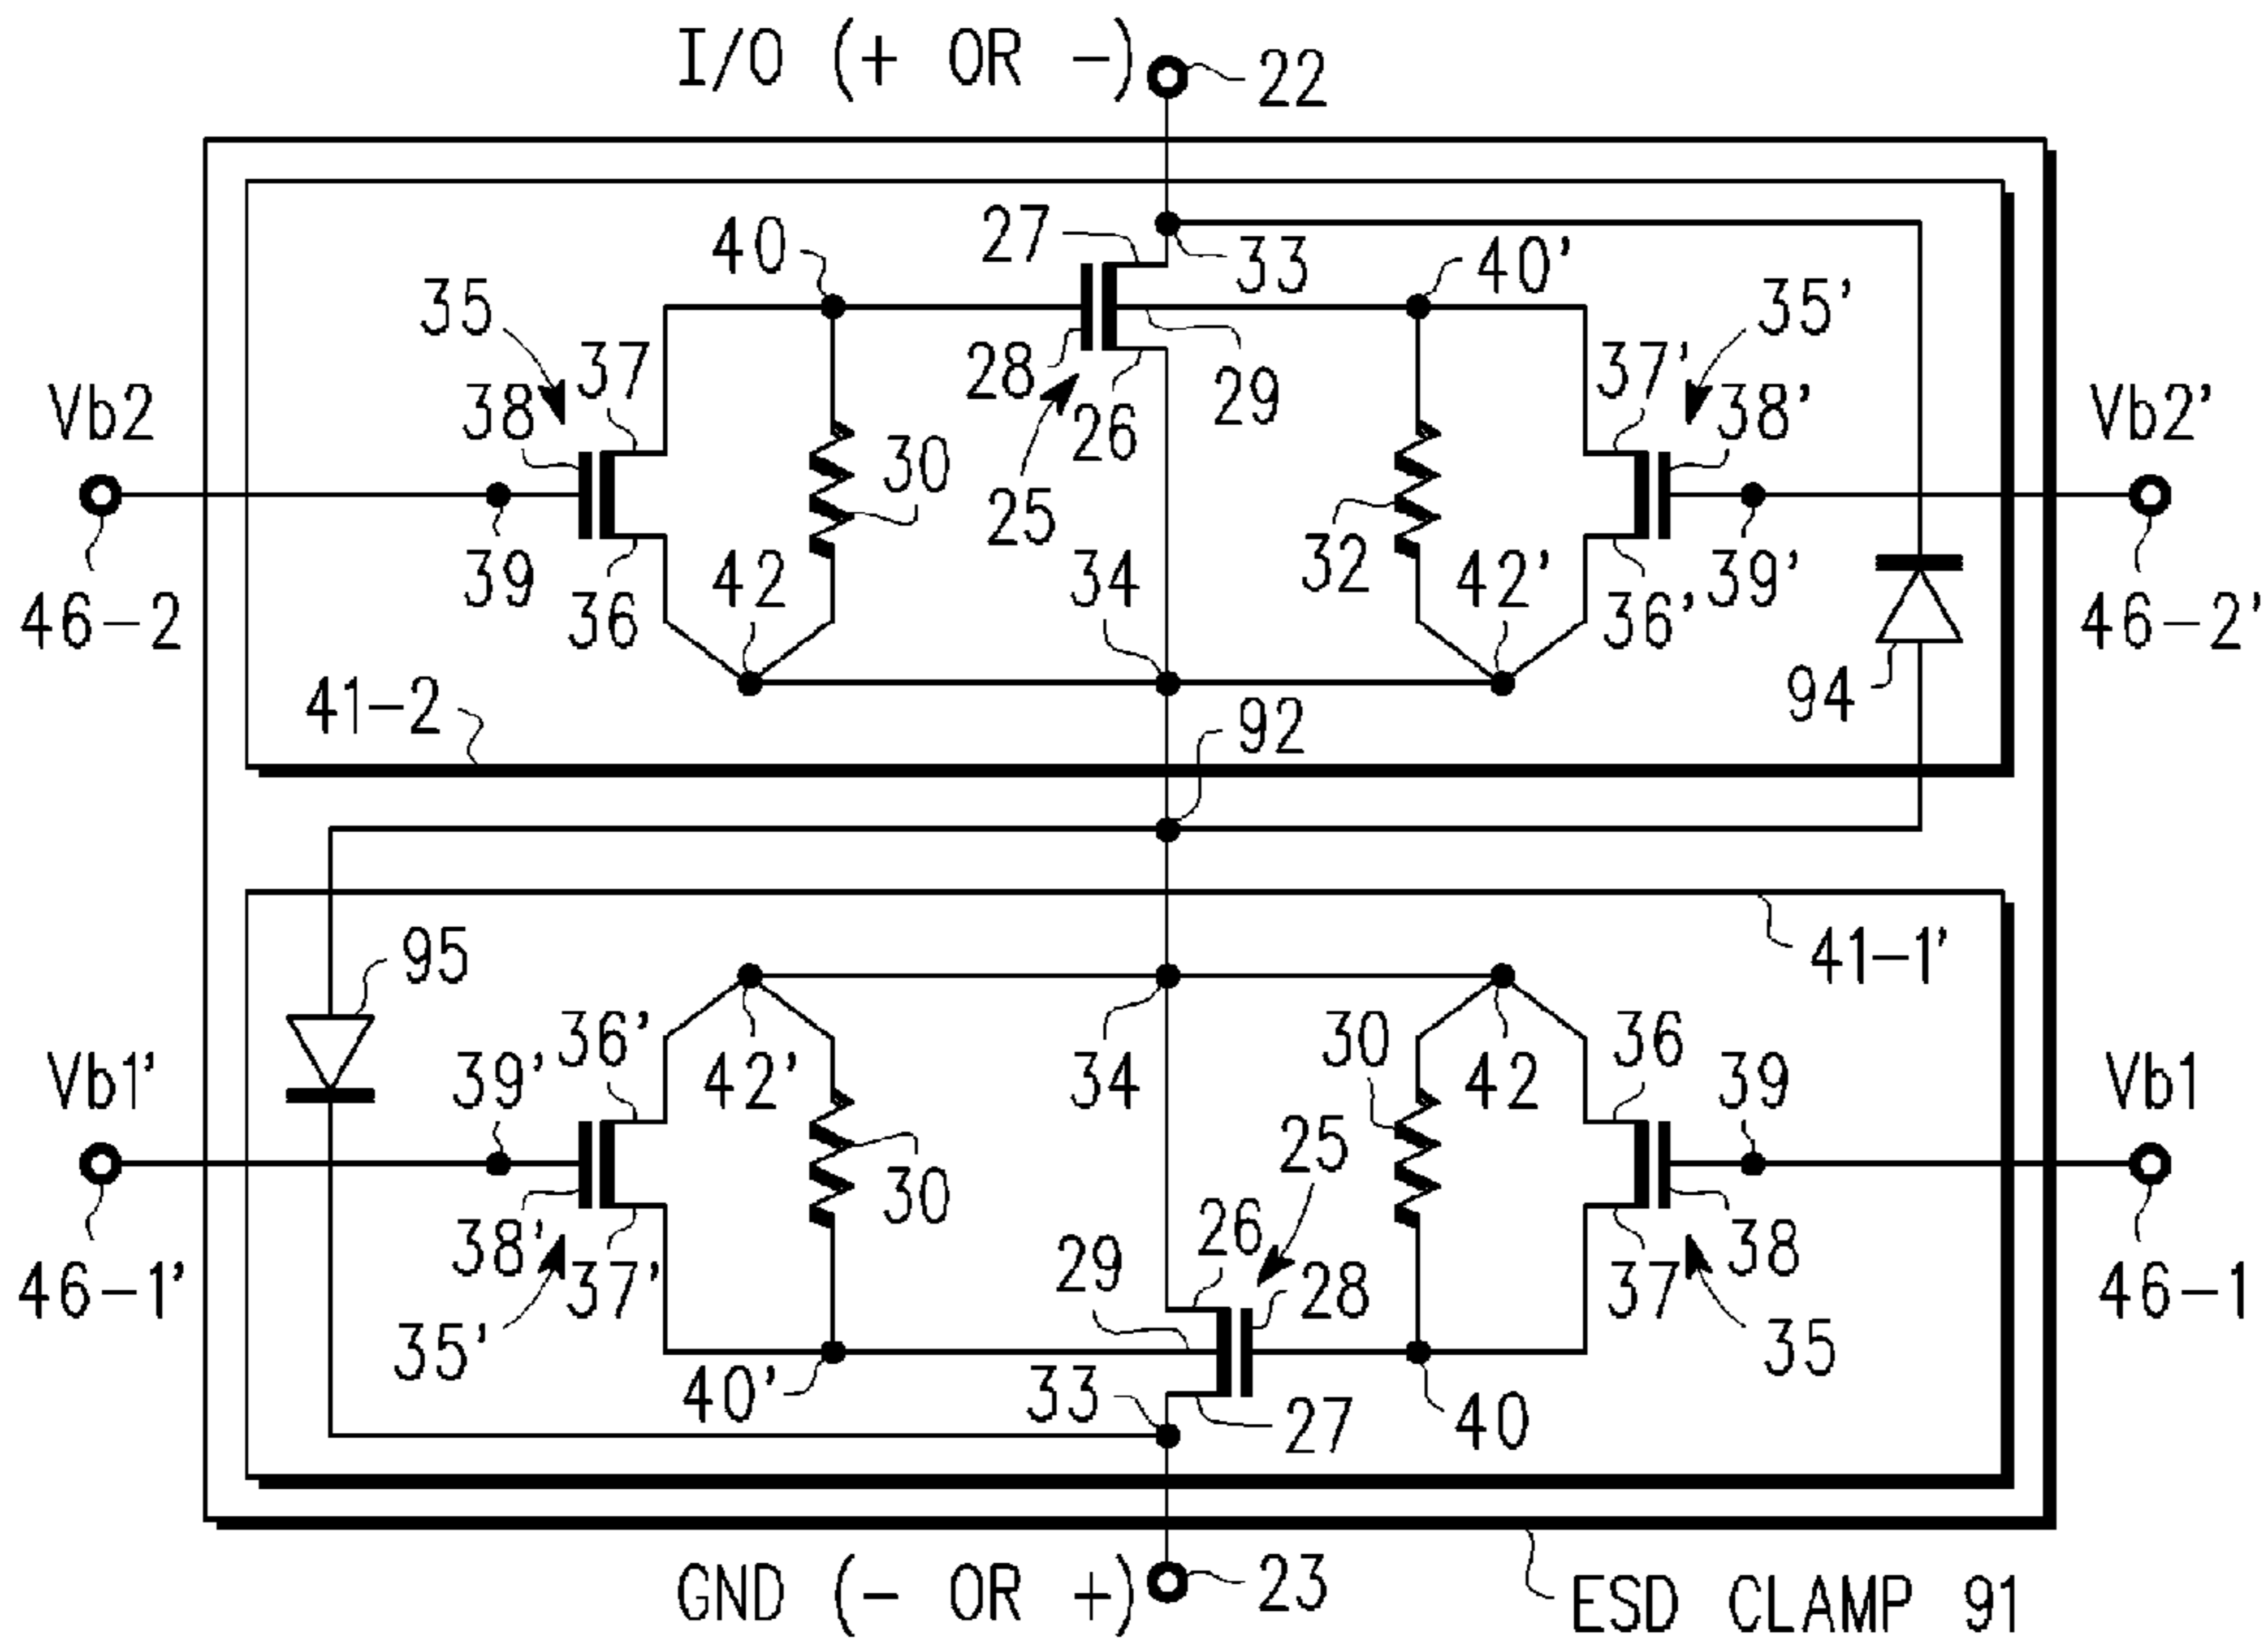 I/O (+ OR -) 22
27 33
40 40'
35 35'
37 28 26 29 37'
38 38'
Vb2 Vb2'
30 25 32
39 42 34 42' 39'
46-2 36 36' 46-2'
41-2 92 94
95 41-1'
36' 30 36
Vb1' 39' 42' 34 42 39 Vb1
30 25
38' 37' 29 26 28 37 38
46-1' 46-1
35' 40' 33 27 40 35
GND (- OR +) 23
ESD CLAMP 91